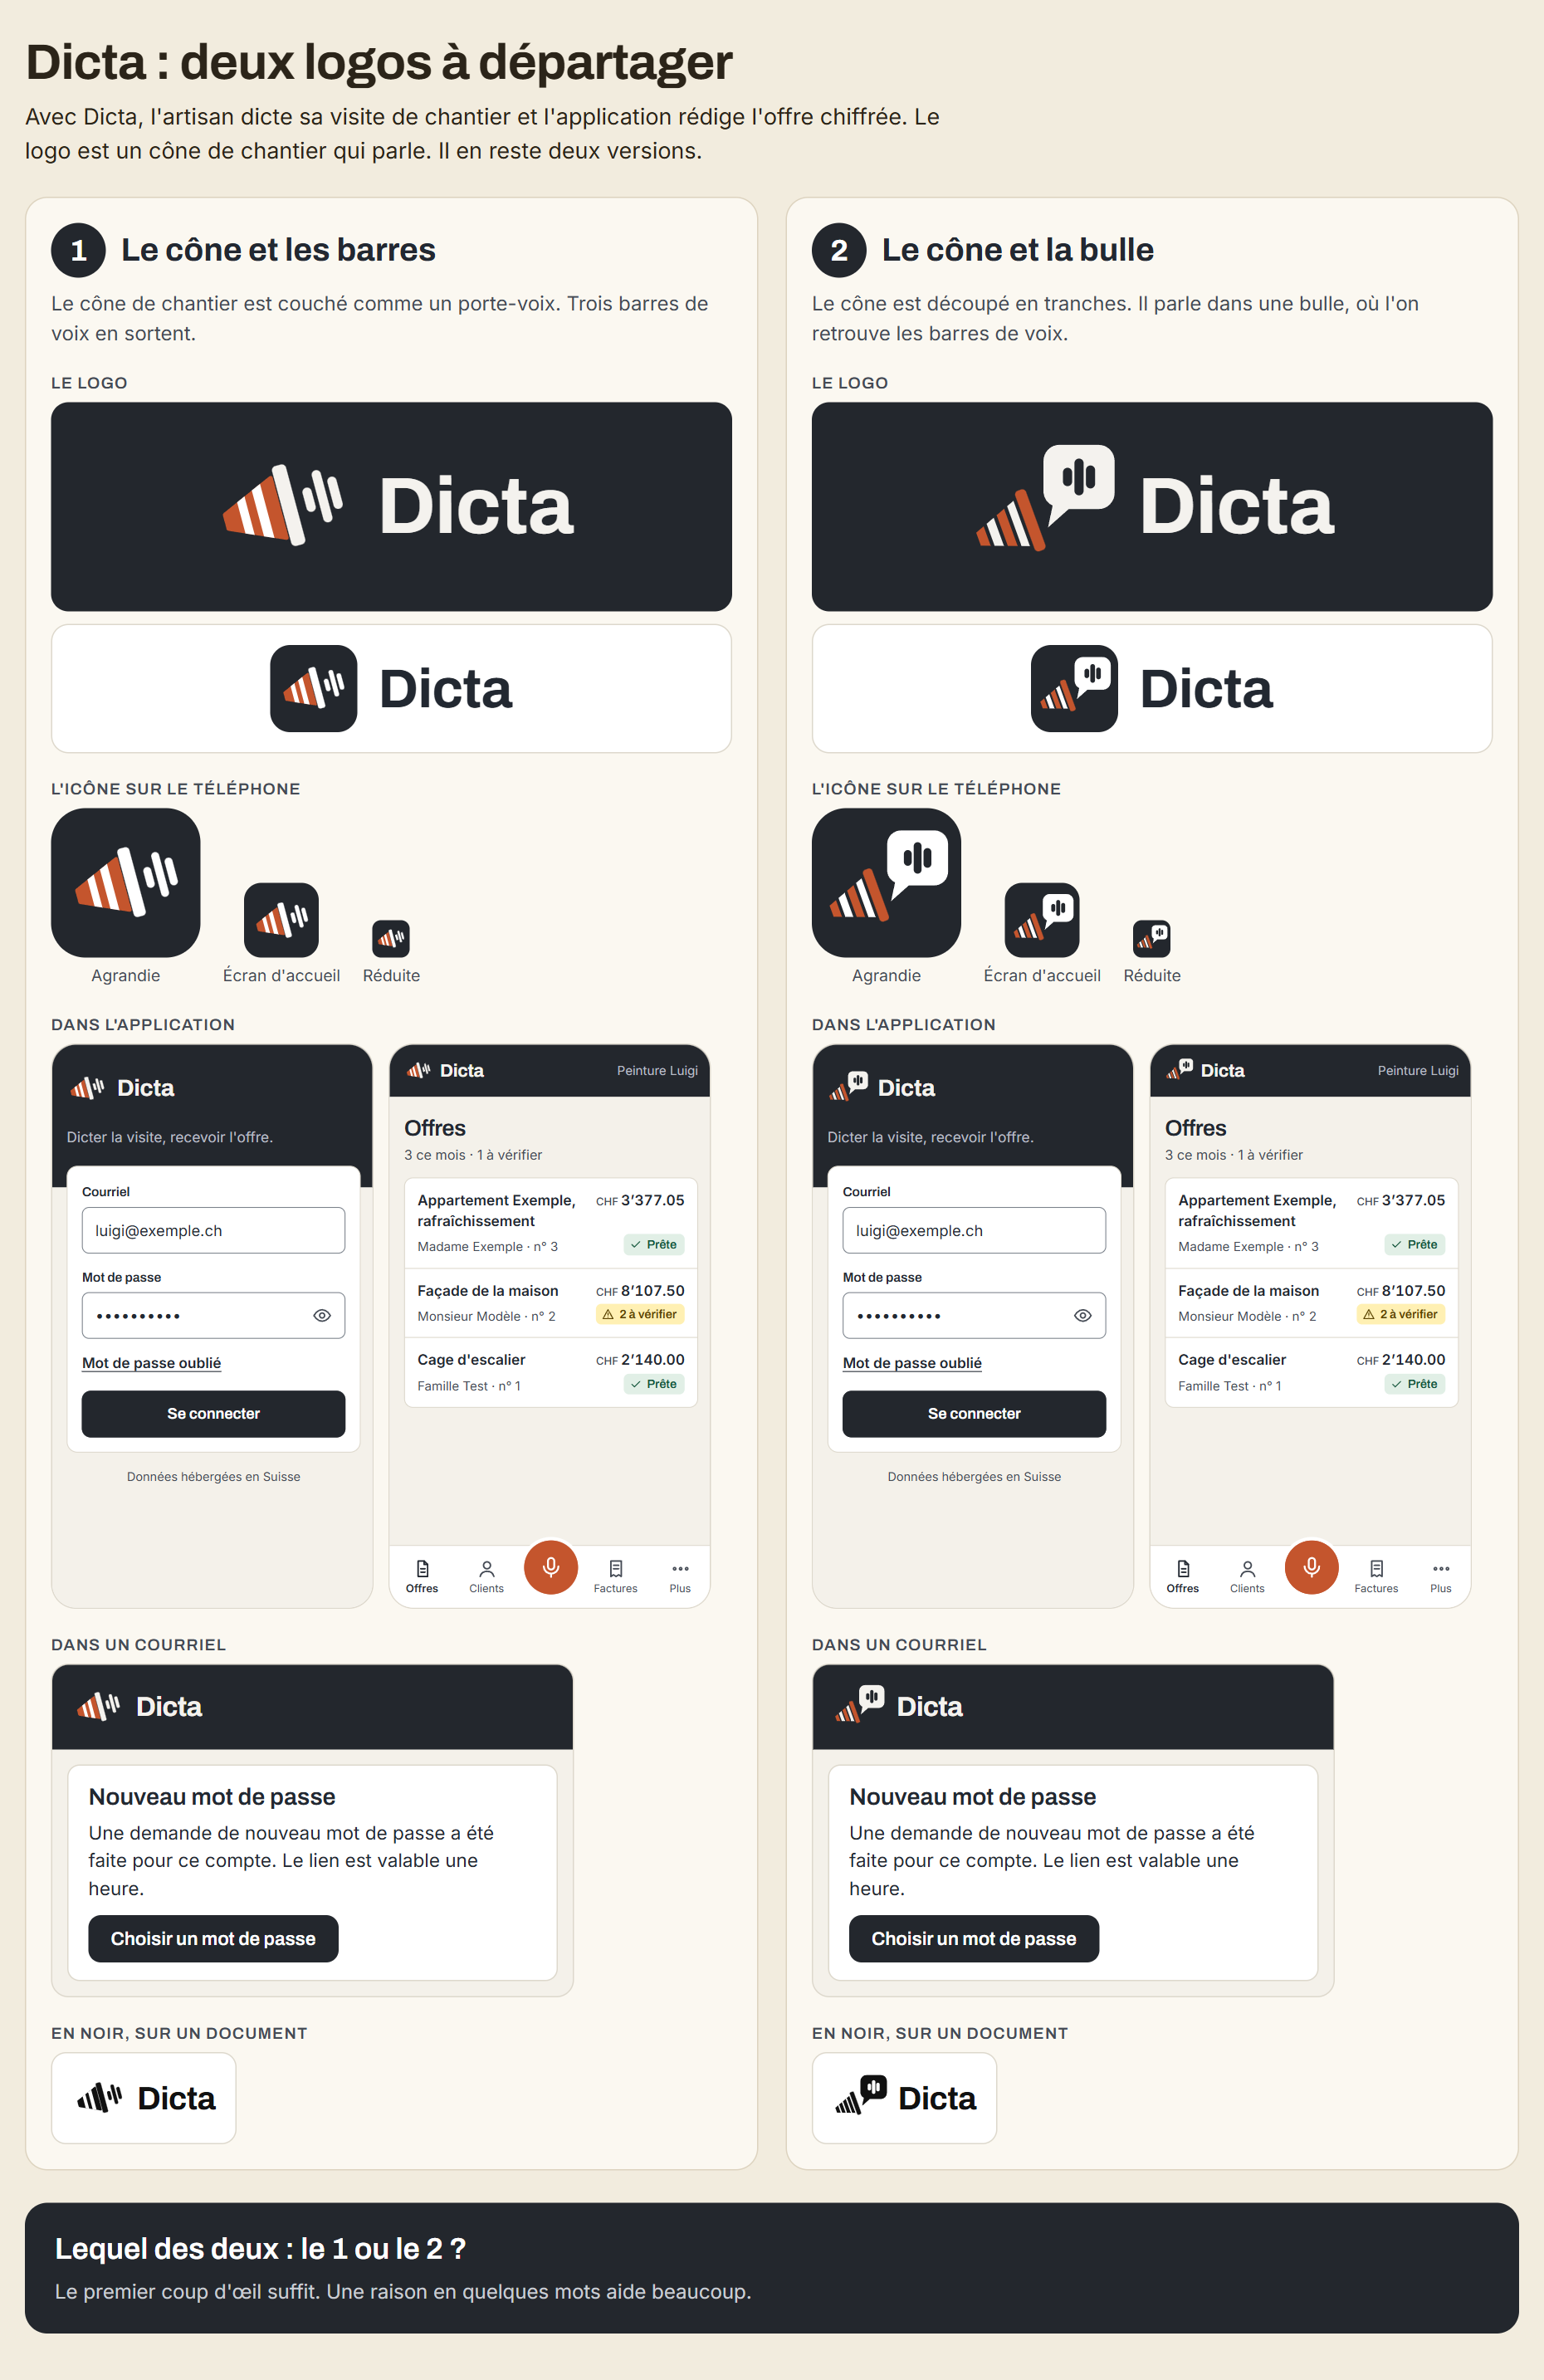 Dicta : deux logos à départager
Avec Dicta, l'artisan dicte sa visite de chantier et l'application rédige l'offre chiffrée. Le
logo est un cône de chantier qui parle. Il en reste deux versions.
1 Le cône et les barres
Le cône de chantier est couché comme un porte-voix. Trois barres de
voix en sortent.
LE LOGO
Dicta
Dicta
L'ICÔNE SUR LE TÉLÉPHONE
Agrandie
Écran d'accueil
Réduite
DANS L'APPLICATION
Dicta
Dicter la visite, recevoir l'offre.
Courriel
luigi@exemple.ch
Mot de passe
••••••••••
Mot de passe oublié
Se connecter
Données hébergées en Suisse
Dicta
Peinture Luigi
Offres
3 ce mois · 1 à vérifier
Appartement Exemple, CHF 3’377.05
rafraîchissement
Madame Exemple · n° 3 Prête
Façade de la maison CHF 8’107.50
Monsieur Modèle · n° 2 2 à vérifier
Cage d'escalier CHF 2’140.00
Famille Test · n° 1 Prête
Offres
Clients
Factures
Plus
DANS UN COURRIEL
Dicta
Nouveau mot de passe
Une demande de nouveau mot de passe a été
faite pour ce compte. Le lien est valable une
heure.
Choisir un mot de passe
EN NOIR, SUR UN DOCUMENT
Dicta
2 Le cône et la bulle
Le cône est découpé en tranches. Il parle dans une bulle, où l'on
retrouve les barres de voix.
LE LOGO
Dicta
Dicta
L'ICÔNE SUR LE TÉLÉPHONE
Agrandie
Écran d'accueil
Réduite
DANS L'APPLICATION
Dicta
Dicter la visite, recevoir l'offre.
Courriel
luigi@exemple.ch
Mot de passe
••••••••••
Mot de passe oublié
Se connecter
Données hébergées en Suisse
Dicta
Peinture Luigi
Offres
3 ce mois · 1 à vérifier
Appartement Exemple, CHF 3’377.05
rafraîchissement
Madame Exemple · n° 3 Prête
Façade de la maison CHF 8’107.50
Monsieur Modèle · n° 2 2 à vérifier
Cage d'escalier CHF 2’140.00
Famille Test · n° 1 Prête
Offres
Clients
Factures
Plus
DANS UN COURRIEL
Dicta
Nouveau mot de passe
Une demande de nouveau mot de passe a été
faite pour ce compte. Le lien est valable une
heure.
Choisir un mot de passe
EN NOIR, SUR UN DOCUMENT
Dicta
Lequel des deux : le 1 ou le 2 ?
Le premier coup d'œil suffit. Une raison en quelques mots aide beaucoup.